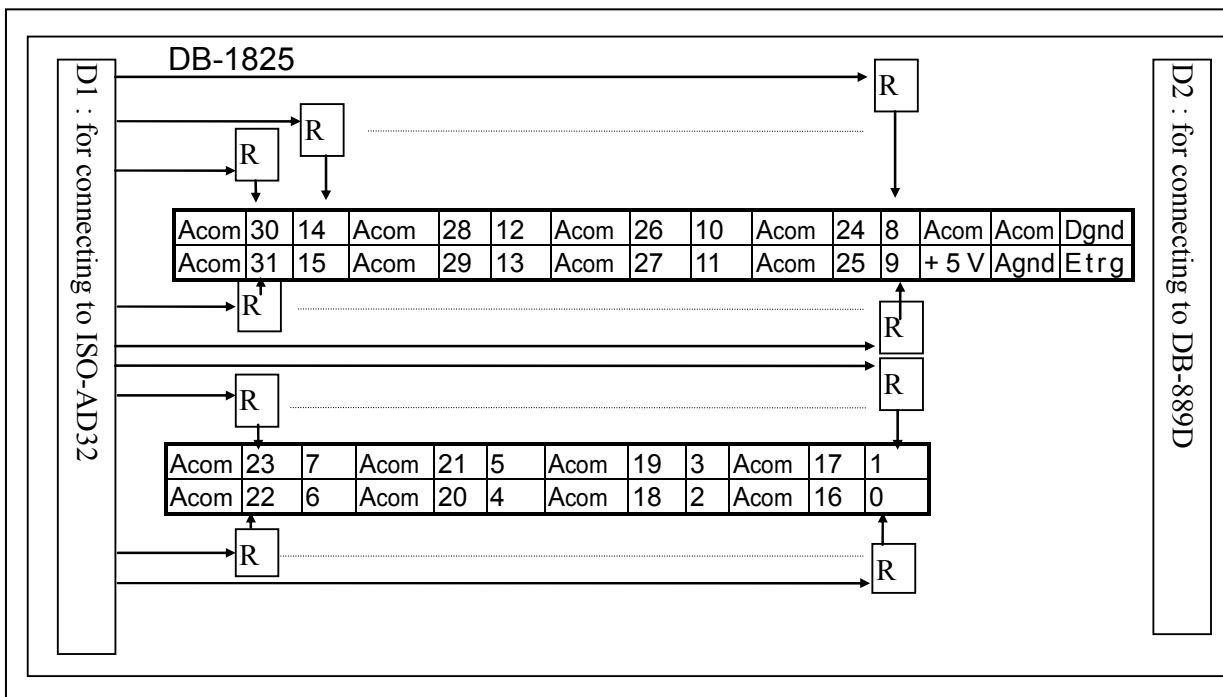 DB-1825
D1 : for connecting to ISO-AD32
D2 : for connecting to DB-889D
R
R
R
Acom 30 14 Acom 28 12 Acom 26 10 Acom 24 8 Acom Acom Dgnd
Acom 31 15 Acom 29 13 Acom 27 11 Acom 25 9 +5V Agnd Etrg
R
R
R
R
Acom 23 7 Acom 21 5 Acom 19 3 Acom 17 1
Acom 22 6 Acom 20 4 Acom 18 2 Acom 16 0
R
R